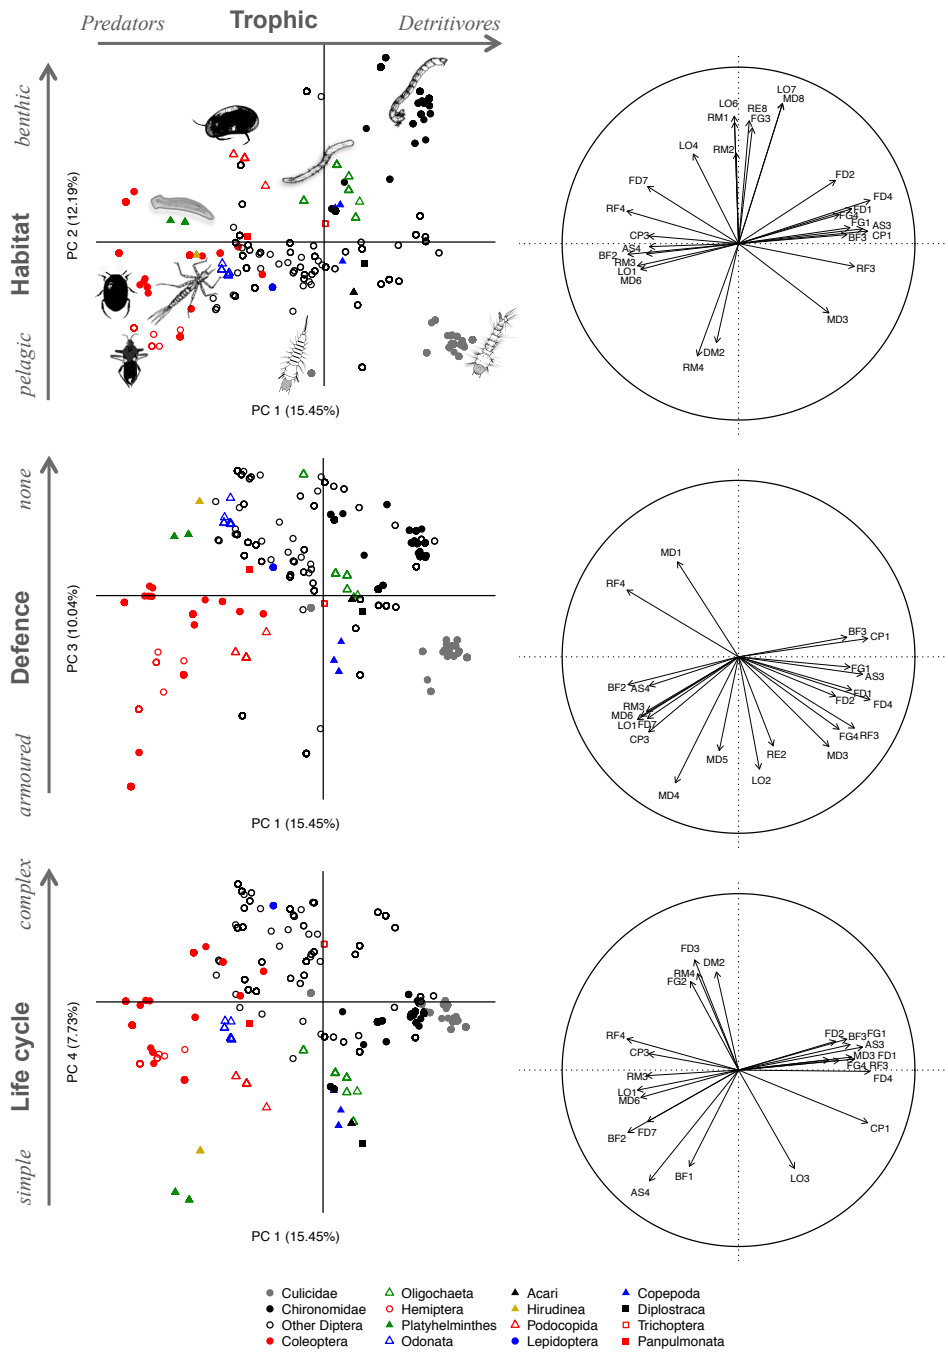 Predators
Trophic
Detritivores
benthic
Habitat
pelagic
PC 2 (12.19%)
PC 1 (15.45%)
LO7
MD8
LO6
RE8
RM1
FG3
LO4
RM2
FD7
FD2
RF4
FD4
FD1
FG4
FG1
AS3
CP3
BF3
CP1
AS4
BF2
RM3
LO1
MD6
RF3
MD3
DM2
RM4
none
Defence
armoured
PC 3 (10.04%)
PC 1 (15.45%)
MD1
RF4
BF3
CP1
FG1
AS3
BF2
AS4
FD1
FD2
FD4
RM3
MD6
LO1
FD7
CP3
FG4
RF3
MD5
RE2
MD3
LO2
MD4
complex
Life cycle
simple
PC 4 (7.73%)
PC 1 (15.45%)
FD3
DM2
RM4
FG2
RF4
FD2
BF3
FG1
AS3
CP3
MD3
FD1
FG4
RF3
RM3
FD4
LO1
MD6
CP1
FD7
BF2
BF1
LO3
AS4
Culicidae
Oligochaeta
Acari
Copepoda
Chironomidae
Hemiptera
Hirudinea
Diplostraca
Other Diptera
Platyhelminthes
Podocopida
Trichoptera
Coleoptera
Odonata
Lepidoptera
Panpulmonata